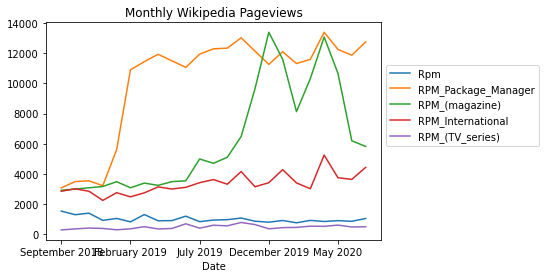 Monthly Wikipedia Pageviews
14000
12000
10000
8000
6000
4000
2000
0
September 2018 February 2019 July 2019 December 2019 May 2020
Date
Rpm
RPM_Package_Manager
RPM_(magazine)
RPM_International
RPM_(TV_series)